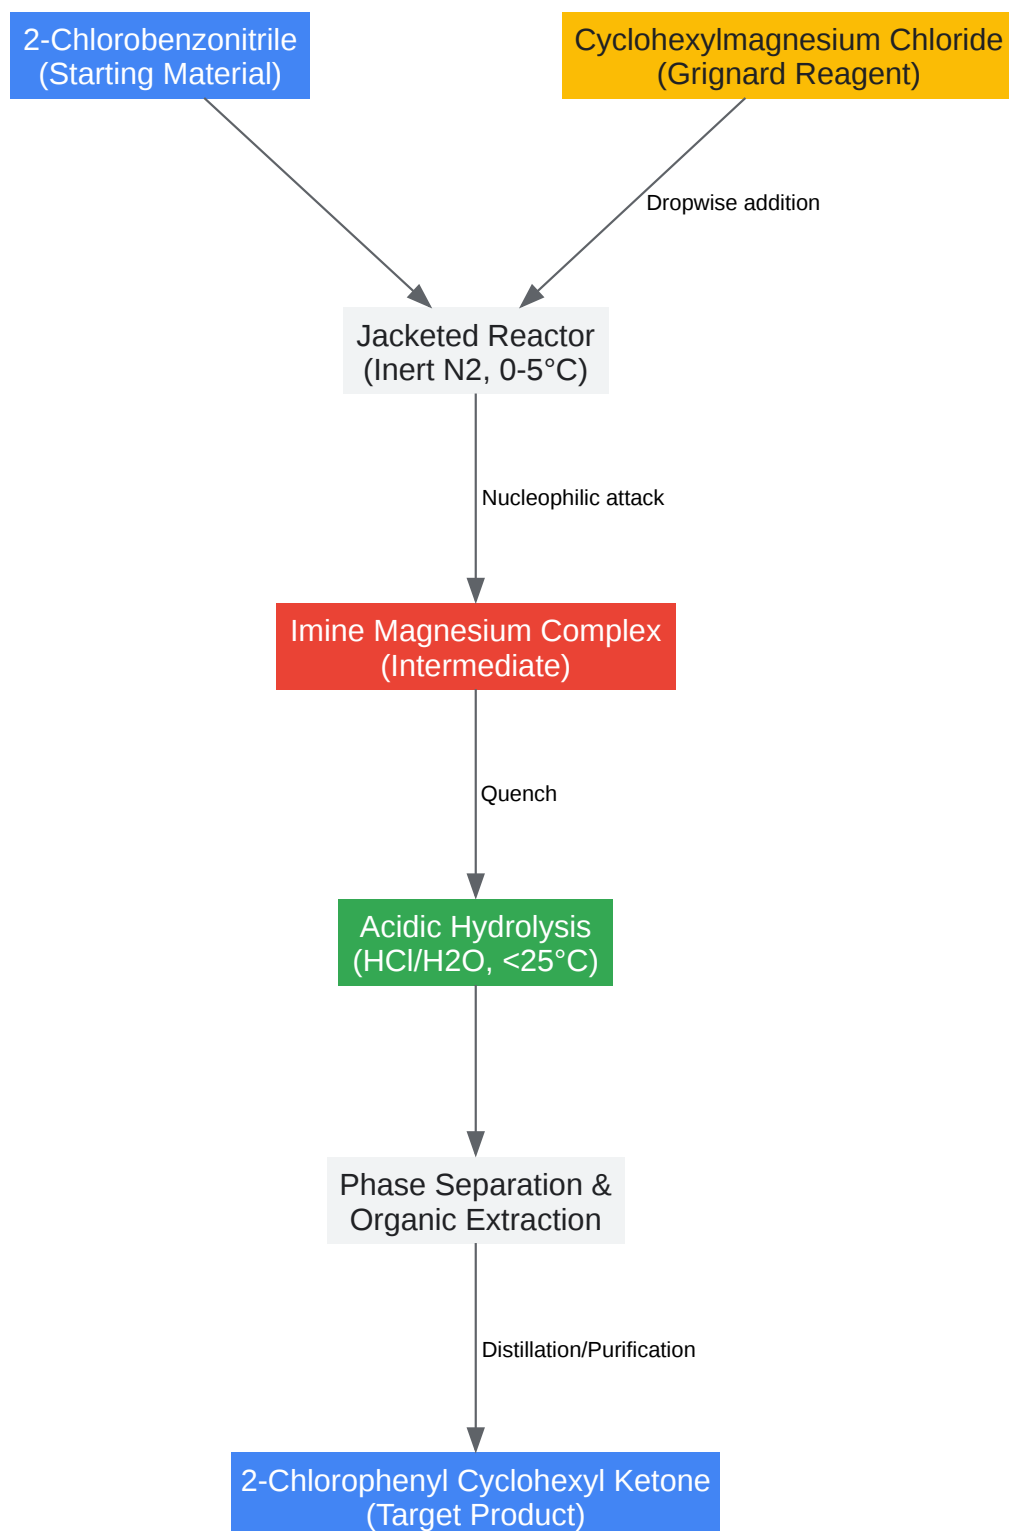 2-Chlorobenzonitrile
(Starting Material)
Cyclohexylmagnesium Chloride
(Grignard Reagent)
Dropwise addition
Jacketed Reactor
(Inert N2, 0-5°C)
Nucleophilic attack
Imine Magnesium Complex
(Intermediate)
Quench
Acidic Hydrolysis
(HCl/H2O, <25°C)
Phase Separation &
Organic Extraction
Distillation/Purification
2-Chlorophenyl Cyclohexyl Ketone
(Target Product)